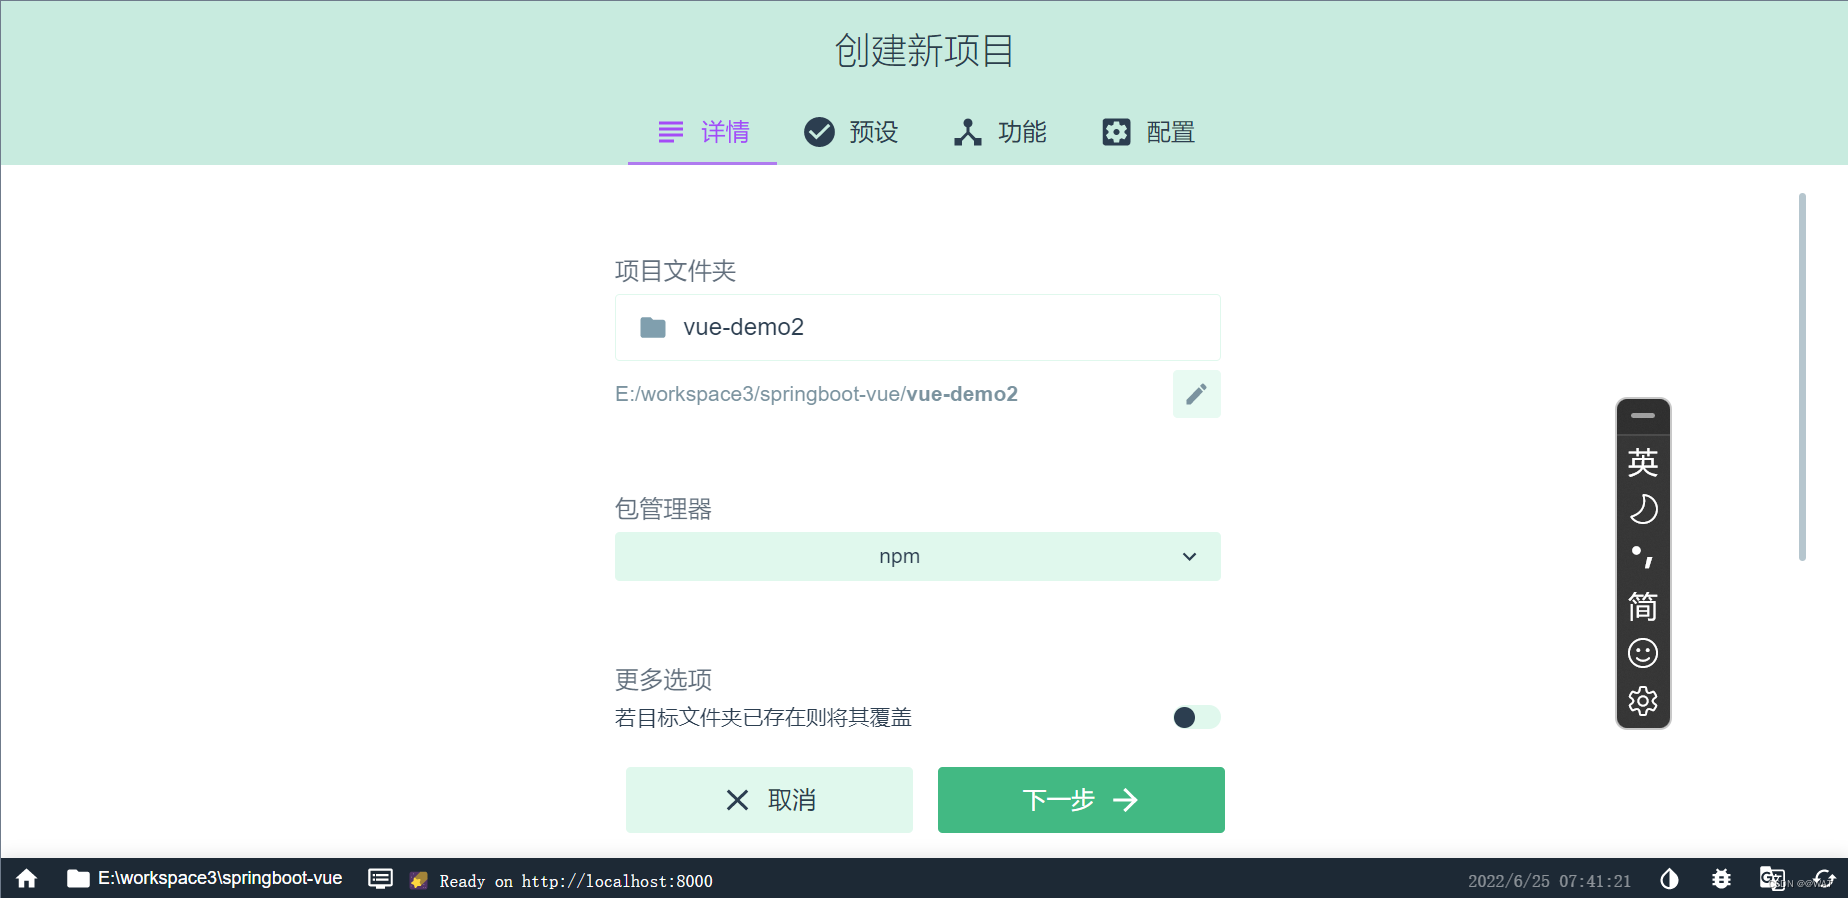 创建新项目
详情 预设 功能 配置
项目文件夹
vue-demo2
E:/workspace3/springboot-vue/vue-demo2
包管理器
npm
更多选项
若目标文件夹已存在则将其覆盖
取消 下一步
英
简
E:\workspace3\springboot-vue Ready on http://localhost:8000 2022/6/25 07:41:21